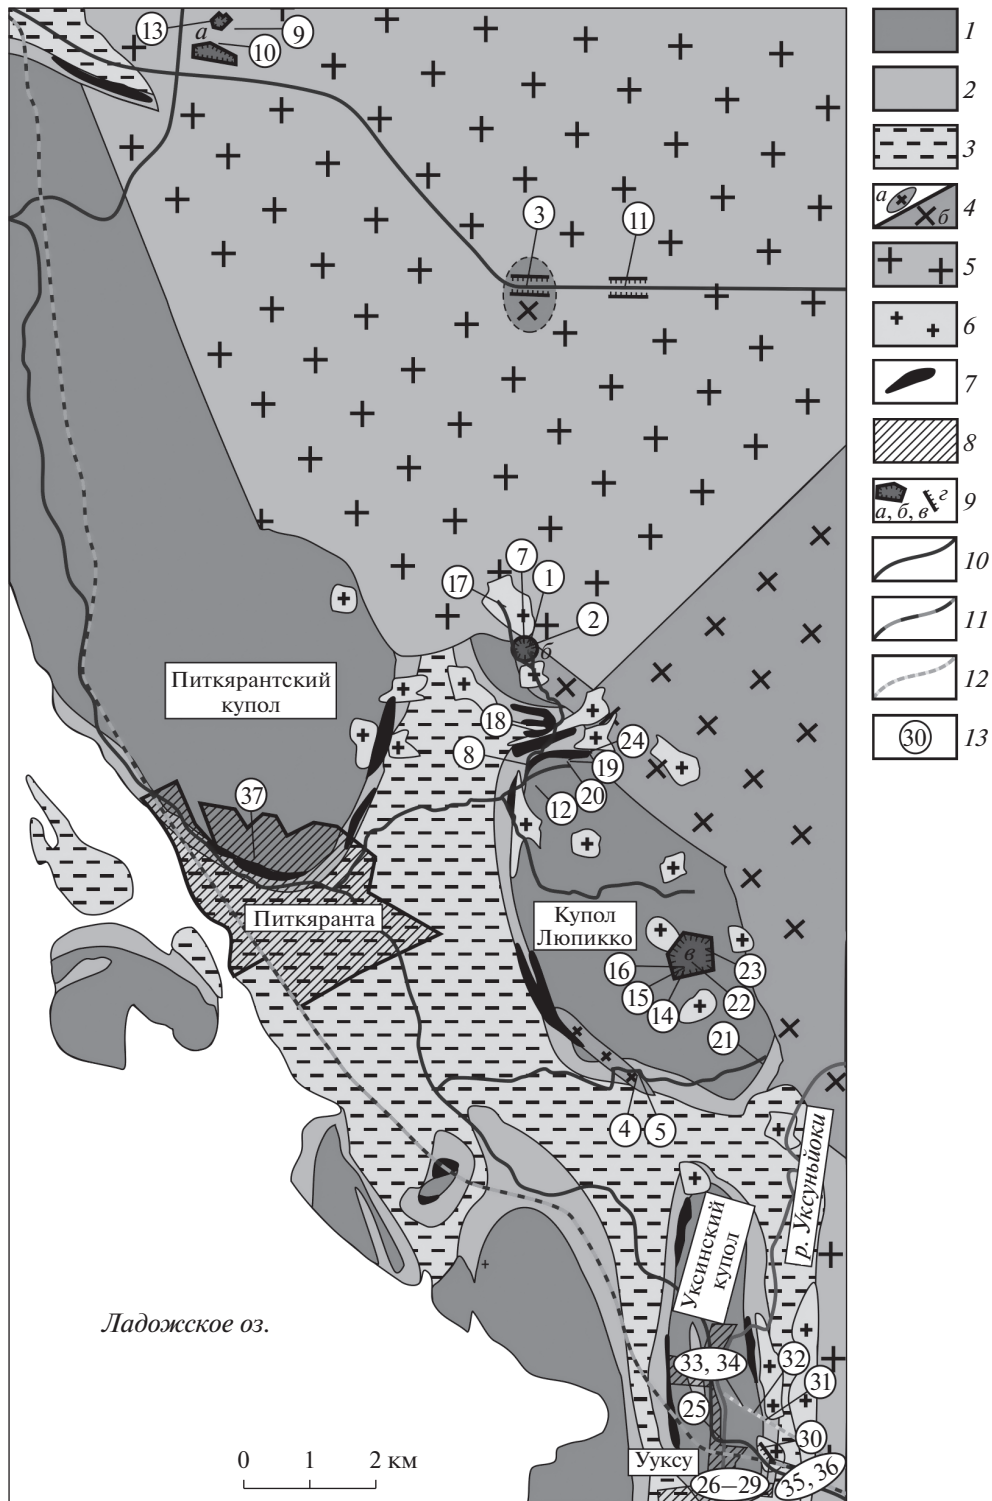 13
а
9
10
3
11
7
17
1
2
б
Питкярантский
купол
18
8
24
19
20
12
37
Питкяранта
Купол
Люпикко
в
16
15
14
23
22
21
4
5
р. Уксуньйоки
Уксинский
купол
Ладожское оз.
33, 34
32
31
25
30
Ууксу
26–29
35, 36
0 1 2 км
1
2
3
а
б
4
5
6
7
8
а, б, в
г
9
10
11
12
30
13